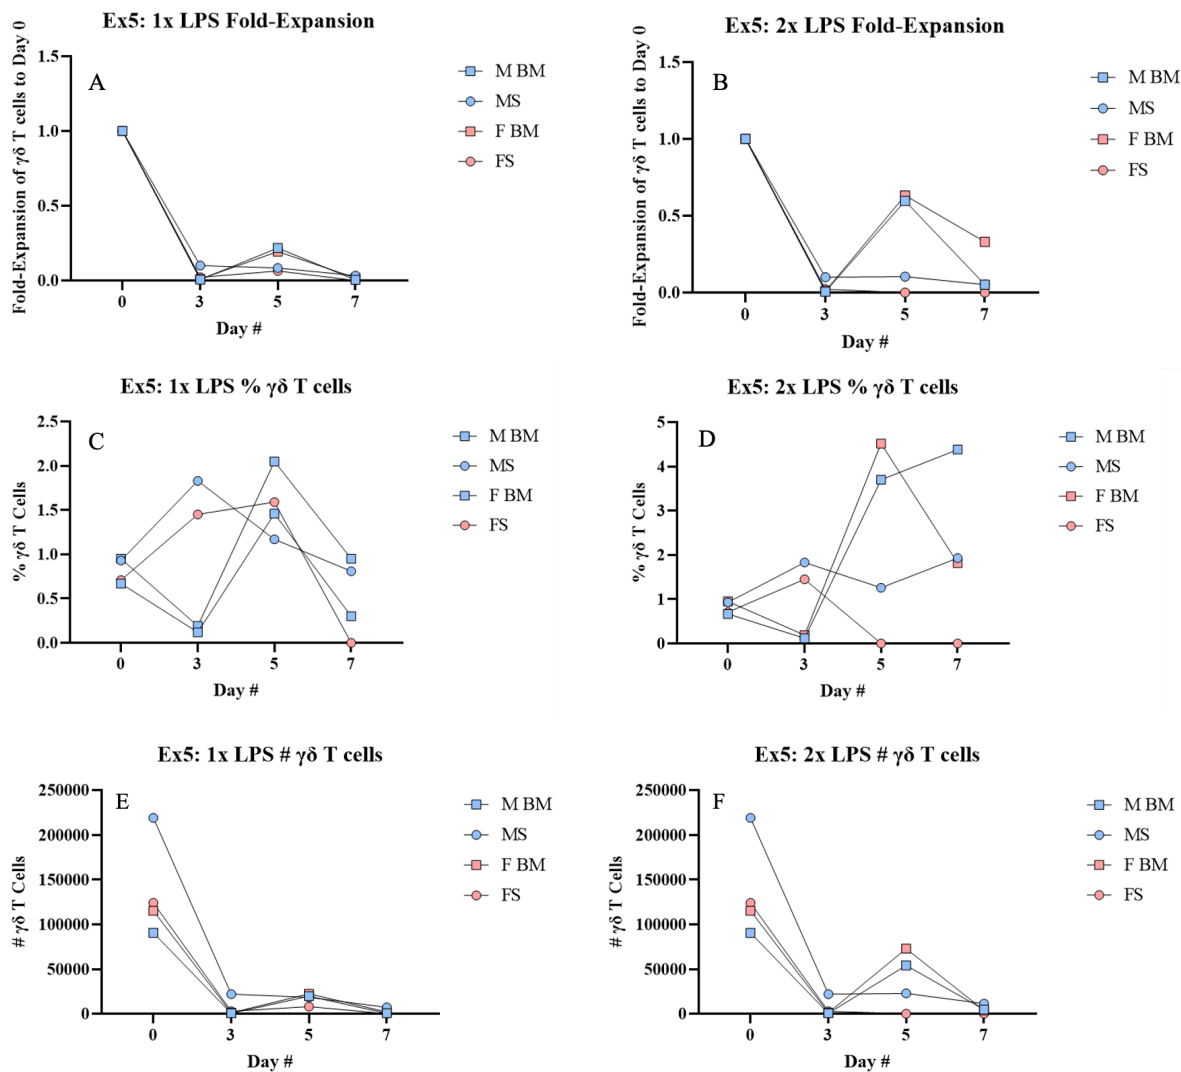 Ex5: 1x LPS Fold-Expansion
Fold-Expansion of γδ T cells to Day 0
A
1.5
1.0
0.5
0.0
0
3
5
7
Day #
M BM
MS
F BM
FS
Ex5: 2x LPS Fold-Expansion
Fold-Expansion of γδ T cells to Day 0
B
1.5
1.0
0.5
0.0
0
3
5
7
Day #
M BM
MS
F BM
FS
Ex5: 1x LPS % γδ T cells
% γδ T Cells
C
2.5
2.0
1.5
1.0
0.5
0.0
0
3
5
7
Day #
M BM
MS
F BM
FS
Ex5: 2x LPS % γδ T cells
% γδ T Cells
D
5
4
3
2
1
0
0
3
5
7
Day #
M BM
MS
F BM
FS
Ex5: 1x LPS # γδ T cells
# γδ T Cells
E
250000
200000
150000
100000
50000
0
0
3
5
7
Day #
M BM
MS
F BM
FS
Ex5: 2x LPS # γδ T cells
# γδ T Cells
F
250000
200000
150000
100000
50000
0
0
3
5
7
Day #
M BM
MS
F BM
FS